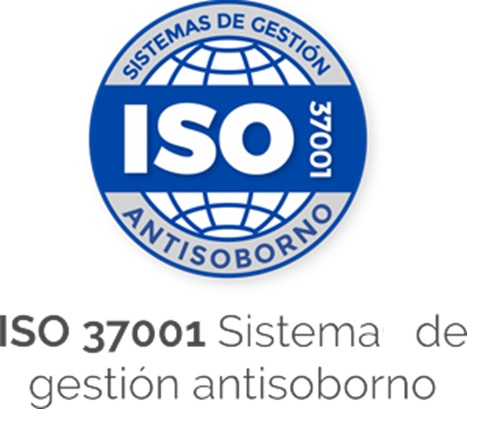 SISTEMAS DE GESTIÓN
ISO 37001
ANTISOBORNO
ISO 37001 Sistema de
gestión antisoborno